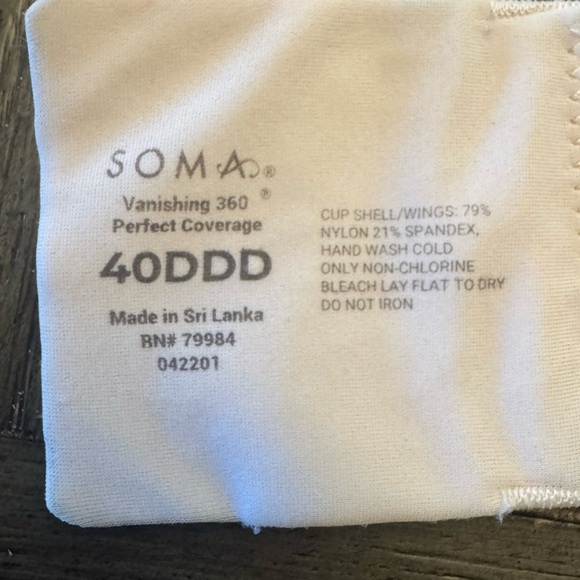 SOMA®
Vanishing 360®
Perfect Coverage
40DDD
Made in Sri Lanka
RN# 79984
042201
CUP SHELL/WINGS: 79%
NYLON 21% SPANDEX,
HAND WASH COLD
ONLY NON-CHLORINE
BLEACH LAY FLAT TO DRY
DO NOT IRON